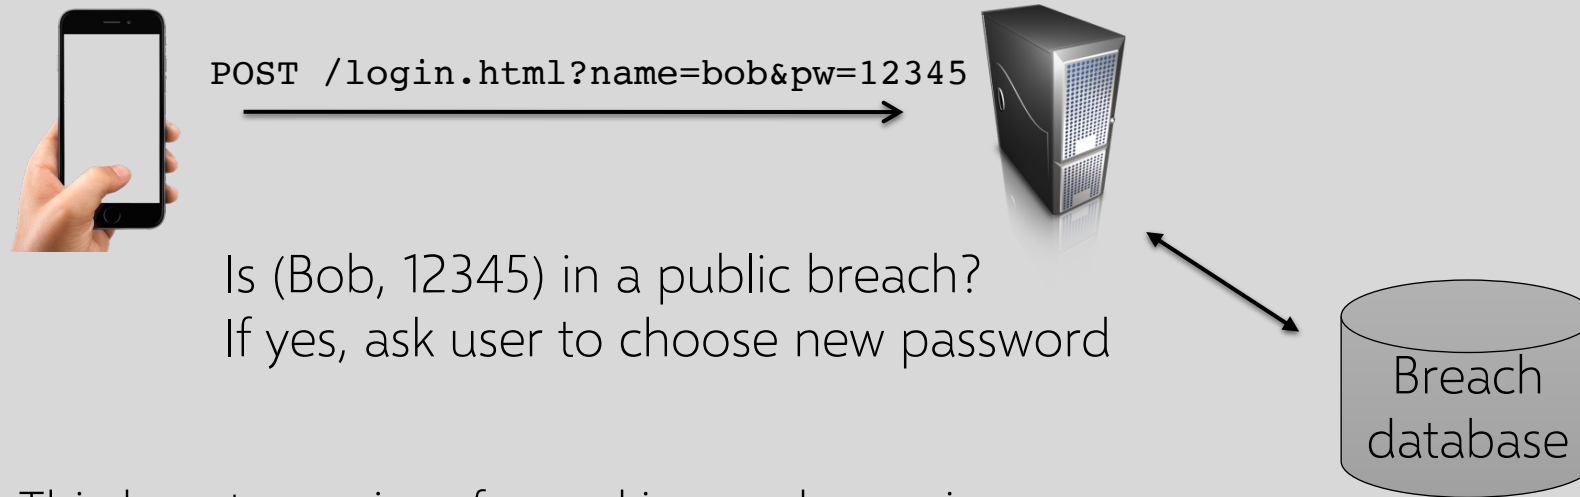 POST /login.html?name=bob&pw=12345
Is (Bob, 12345) in a public breach?
If yes, ask user to choose new password
Breach
database